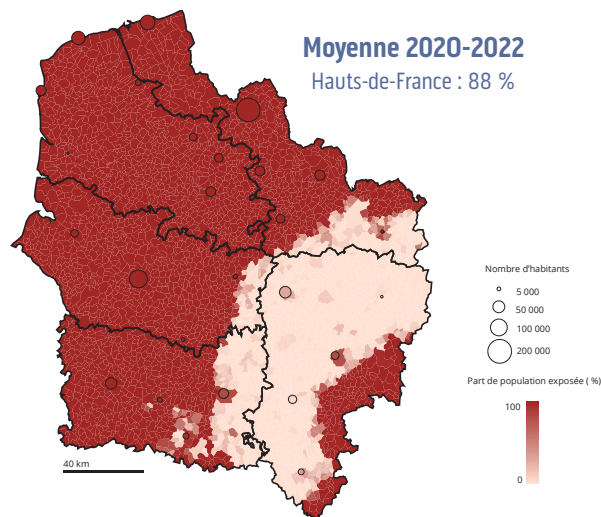 Moyenne 2020-2022
Hauts-de-France : 88 %
Nombre d'habitants
5 000
50 000
100 000
200 000
Part de population exposée ( %)
100
0
40 km